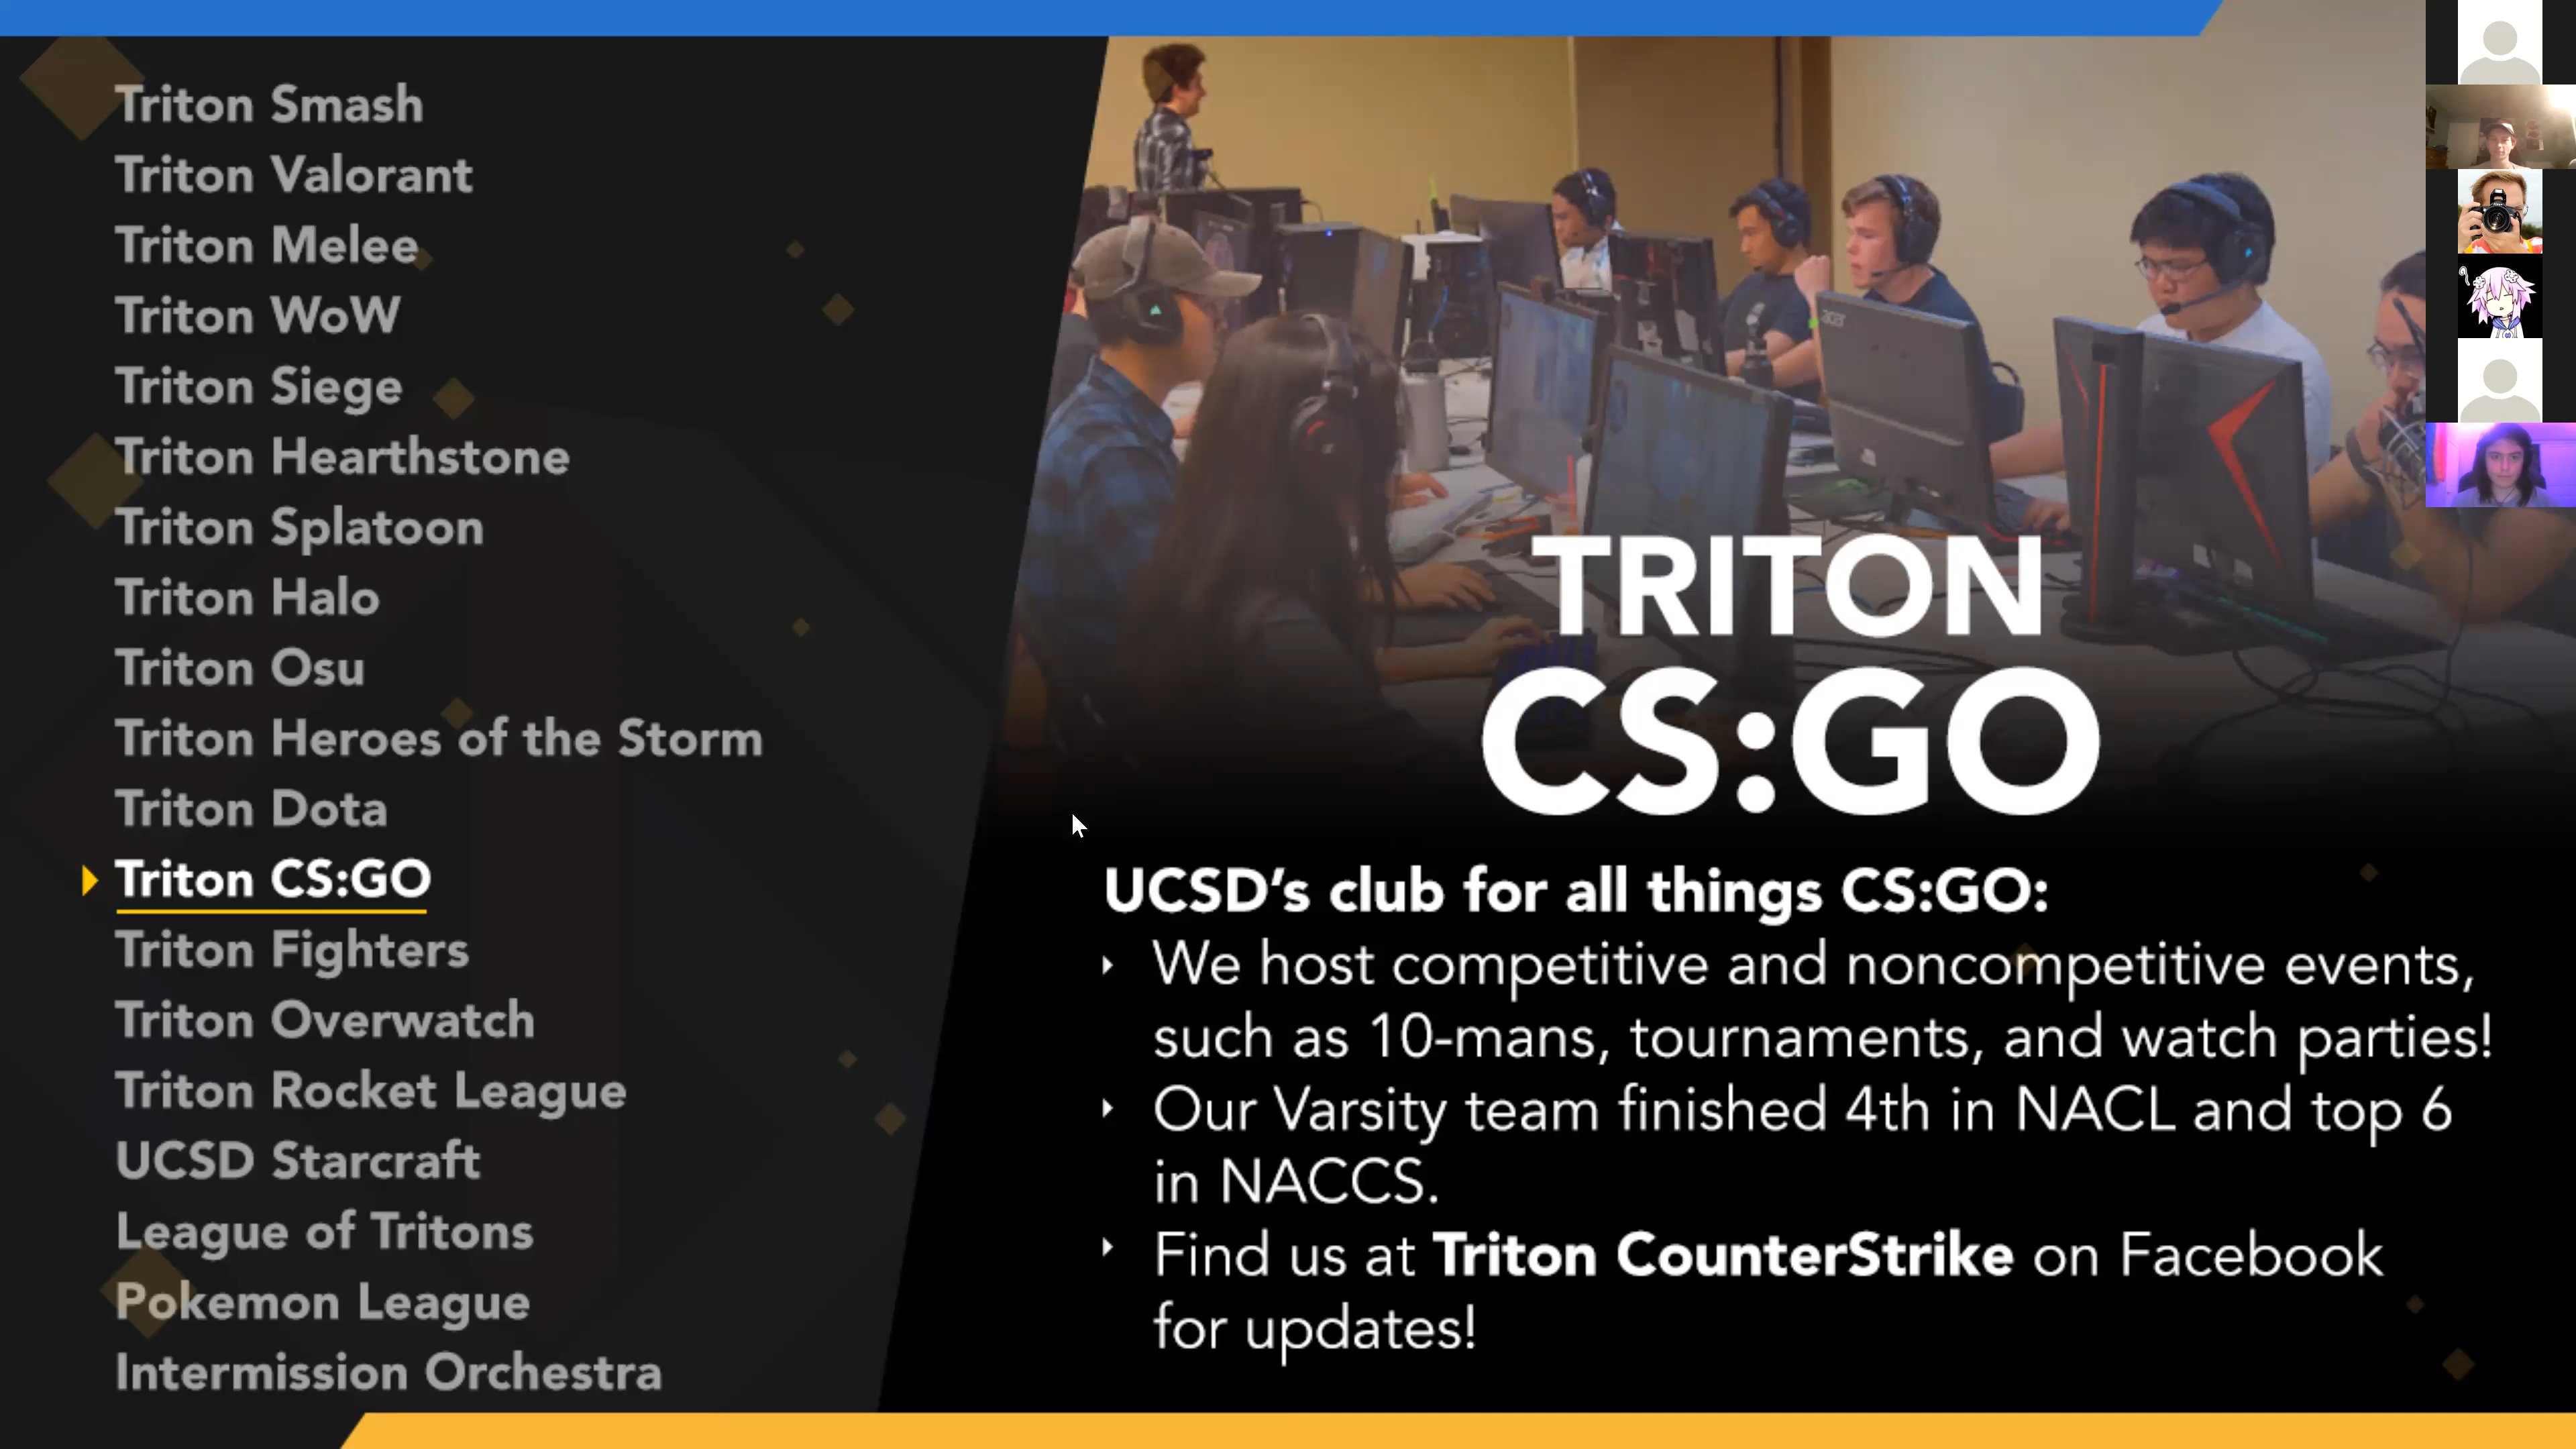 Triton Smash
Triton Valorant
Triton Melee
Triton WoW
Triton Siege
Triton Hearthstone
Triton Splatoon
Triton Halo
Triton Osu
Triton Heroes of the Storm
Triton Dota
Triton CS:GO
Triton Fighters
Triton Overwatch
Triton Rocket League
UCSD Starcraft
League of Tritons
Pokemon League
Intermission Orchestra
acer
TRITON
CS:GO
UCSD’s club for all things CS:GO:
We host competitive and noncompetitive events,
such as 10-mans, tournaments, and watch parties!
Our Varsity team finished 4th in NACL and top 6
in NACCS.
Find us at Triton CounterStrike on Facebook
for updates!